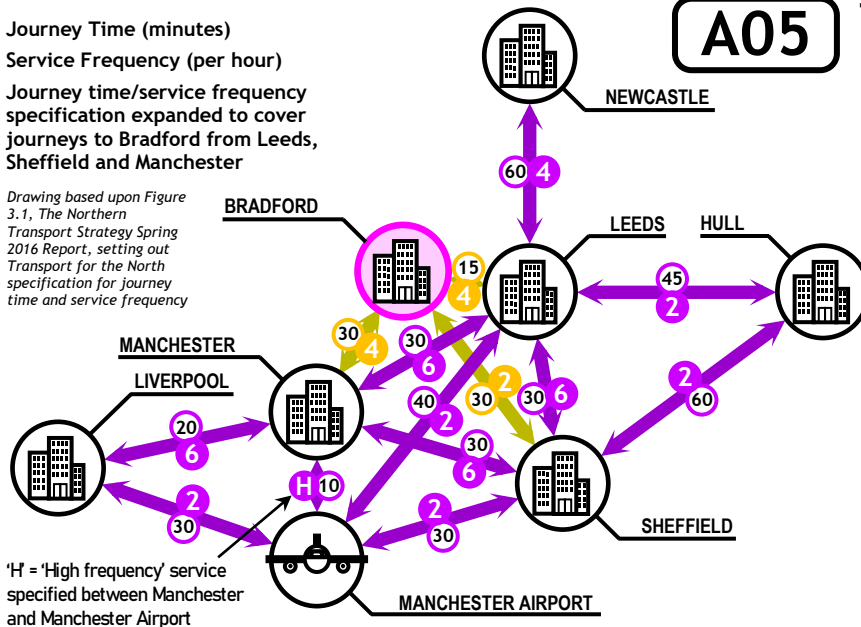 Journey Time (minutes)
Service Frequency (per hour)
Journey time/service frequency
specification expanded to cover
journeys to Bradford from Leeds,
Sheffield and Manchester
Drawing based upon Figure
3.1, The Northern
Transport Strategy Spring
2016 Report, setting out
Transport for the North
specification for journey
time and service frequency
A05
NEWCASTLE
60 4
BRADFORD
LEEDS
HULL
15
4
45
2
30 4
30
6
MANCHESTER
LIVERPOOL
40 2
2
30
30 6
2
60
20
6
30
6
H 10
2
30
2
30
SHEFFIELD
MANCHESTER AIRPORT
'H' = 'High frequency' service
specified between Manchester
and Manchester Airport